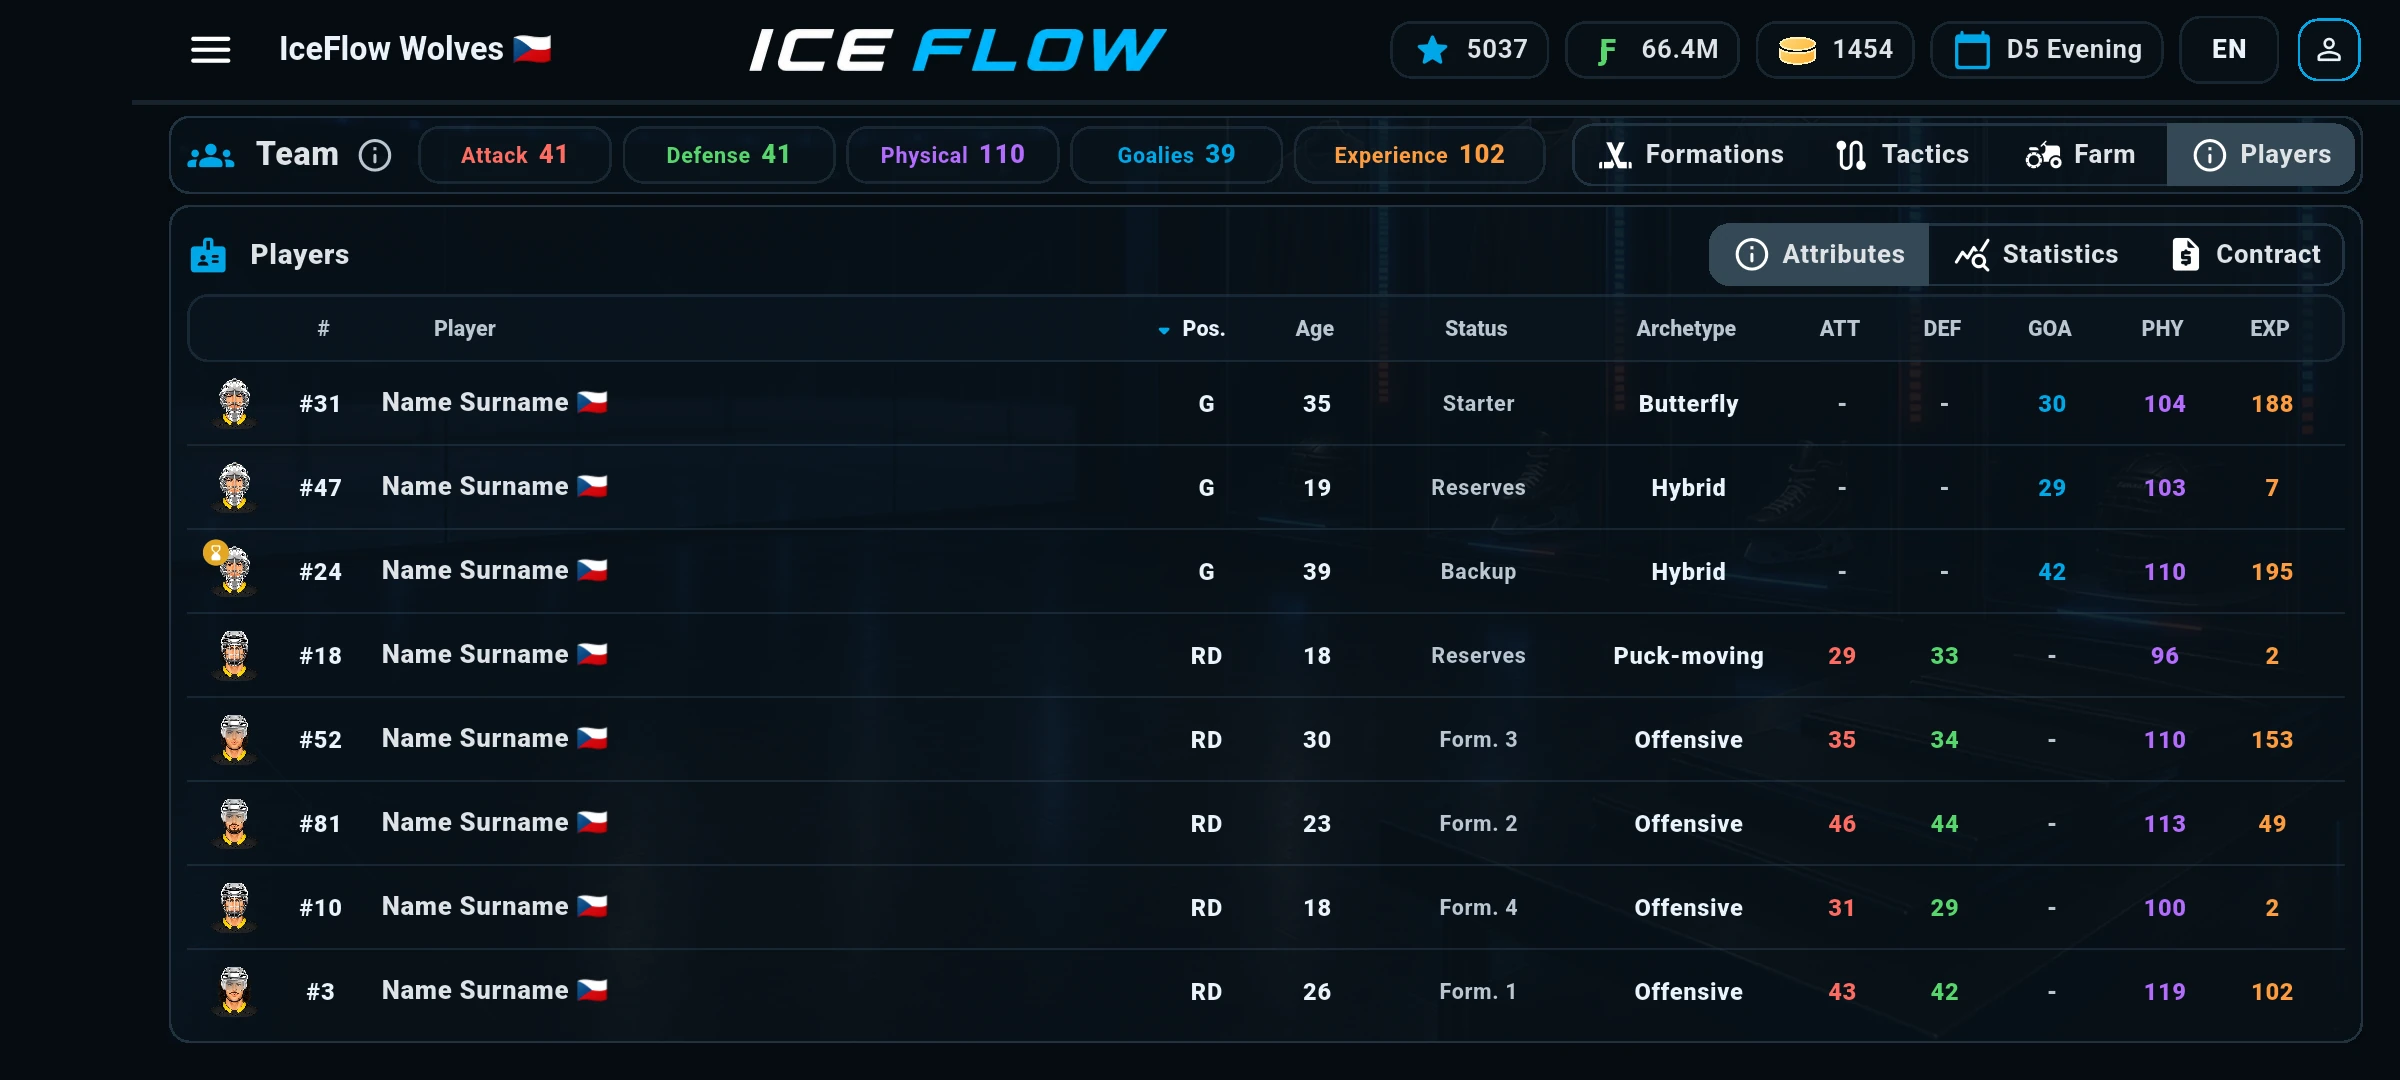 IceFlow Wolves ICE FLOW 5037 66.4M 1454 D5 Evening EN
Team Attack 41 Defense 41 Physical 110 Goalies 39 Experience 102 Formations Tactics Farm Players
Players Attributes Statistics Contract
# Player Pos. Age Status Archetype ATT DEF GOA PHY EXP
#31 Name Surname G 35 Starter Butterfly - - 30 104 188
#47 Name Surname G 19 Reserves Hybrid - - 29 103 7
#24 Name Surname G 39 Backup Hybrid - - 42 110 195
#18 Name Surname RD 18 Reserves Puck-moving 29 33 - 96 2
#52 Name Surname RD 30 Form. 3 Offensive 35 34 - 110 153
#81 Name Surname RD 23 Form. 2 Offensive 46 44 - 113 49
#10 Name Surname RD 18 Form. 4 Offensive 31 29 - 100 2
#3 Name Surname RD 26 Form. 1 Offensive 43 42 - 119 102